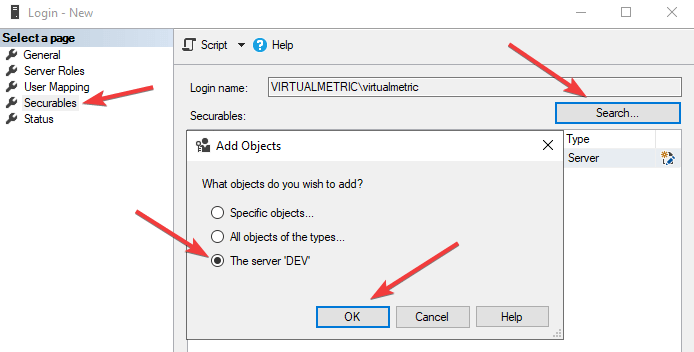 Login - New
Select a page
General
Server Roles
User Mapping
Securables
Status
Script
Help
Login name:
VIRTUALMETRIC\virtualmetric
Securables:
Search...
Type
Server
Add Objects
What objects do you wish to add?
Specific objects...
All objects of the types...
The server 'DEV'
OK
Cancel
Help